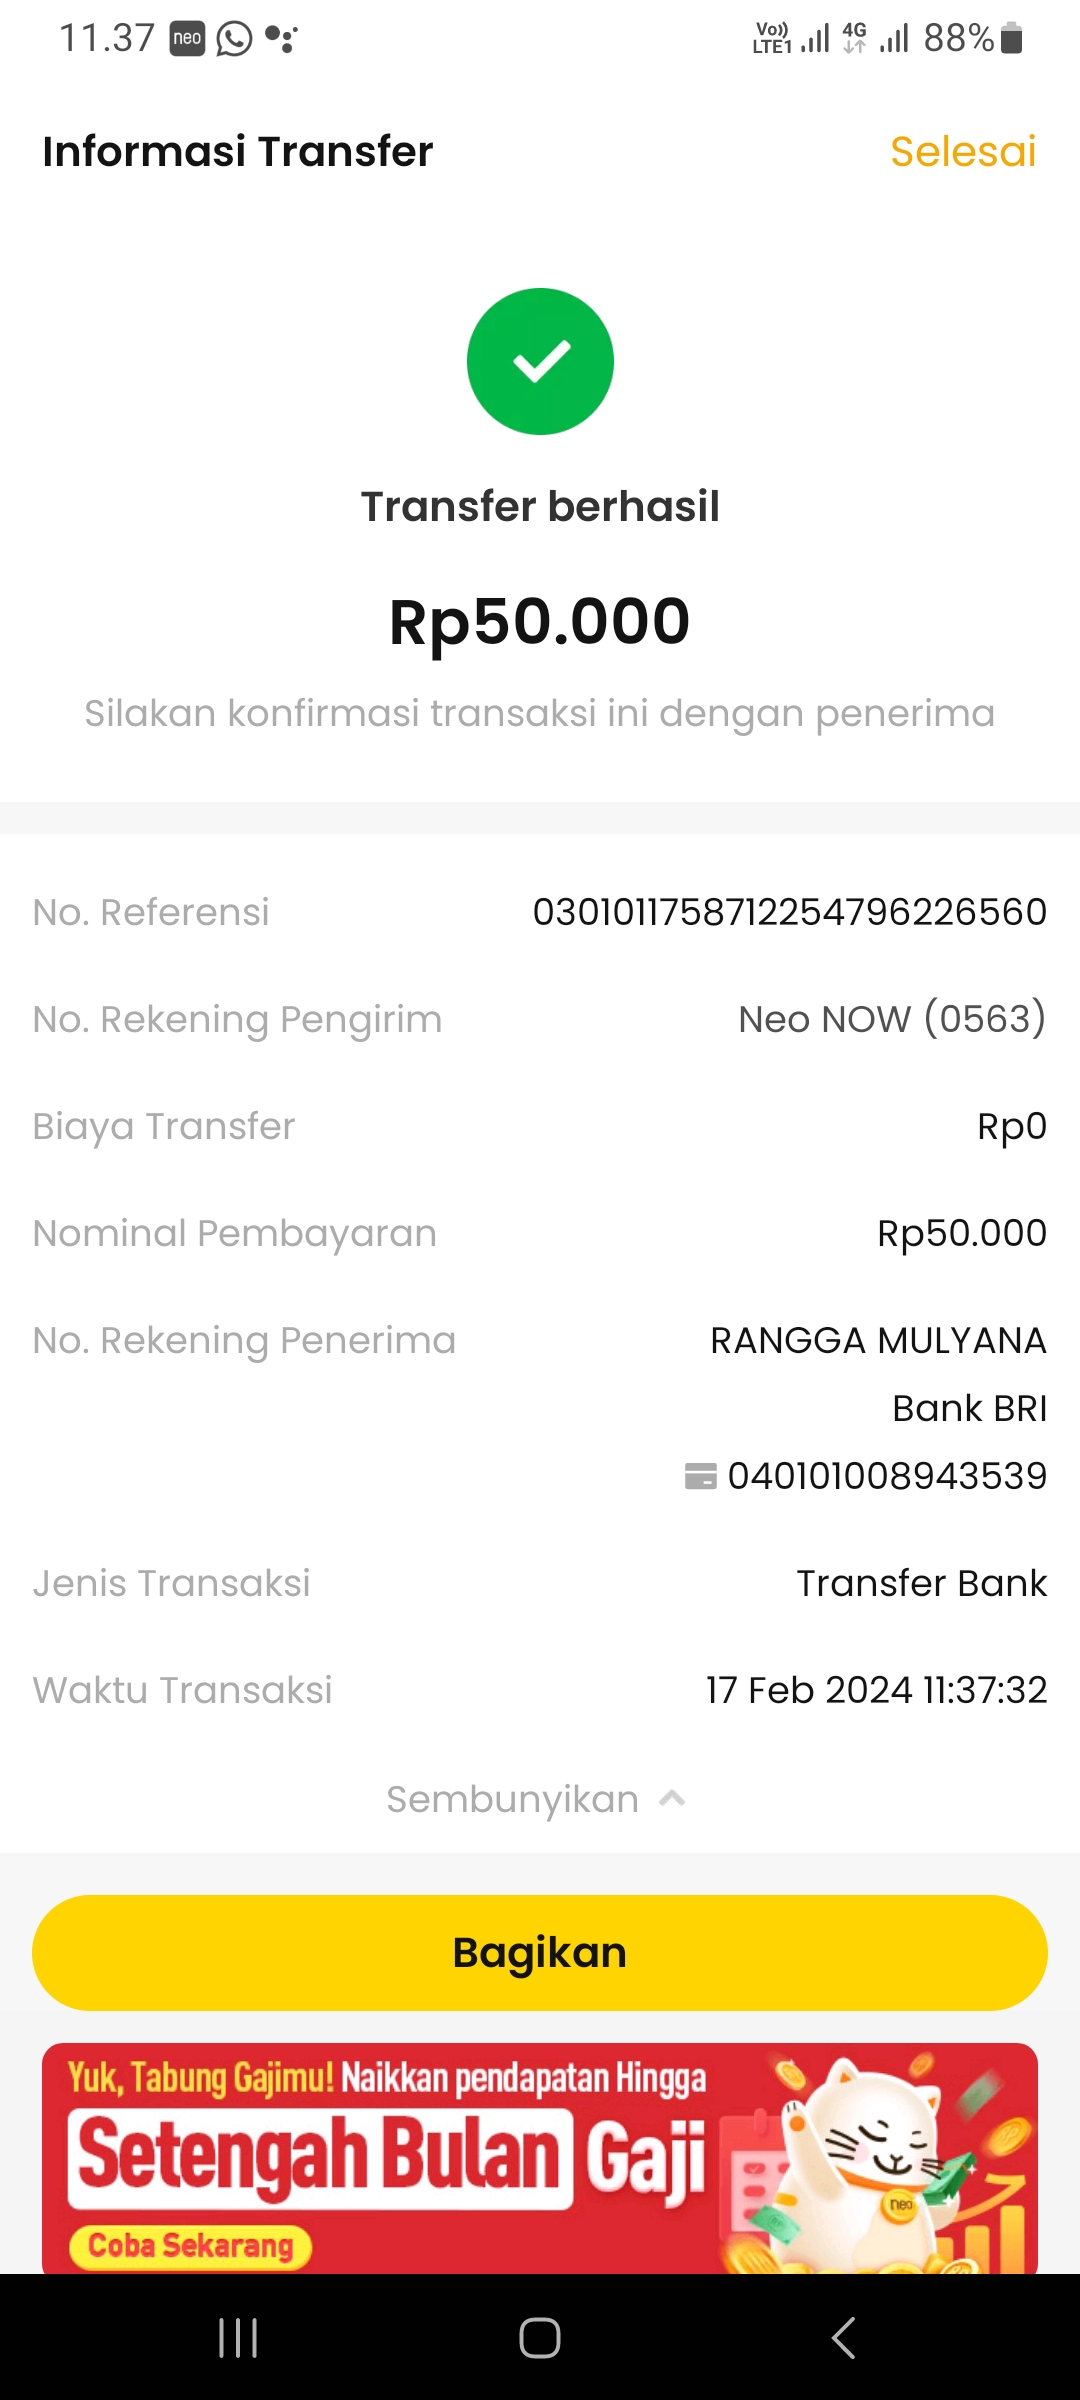 11.37 neo Vo)) LTE1 4G 88%
Informasi Transfer Selesai
Transfer berhasil
Rp50.000
Silakan konfirmasi transaksi ini dengan penerima
No. Referensi 0301011758712254796226560
No. Rekening Pengirim Neo NOW (0563)
Biaya Transfer Rp0
Nominal Pembayaran Rp50.000
No. Rekening Penerima RANGGA MULYANA
Bank BRI
040101008943539
Jenis Transaksi Transfer Bank
Waktu Transaksi 17 Feb 2024 11:37:32
Sembunyikan
Bagikan
Yuk, Tabung Gajimu! Naikkan pendapatan Hingga
Setengah Bulan Gaji
neo
Coba Sekarang